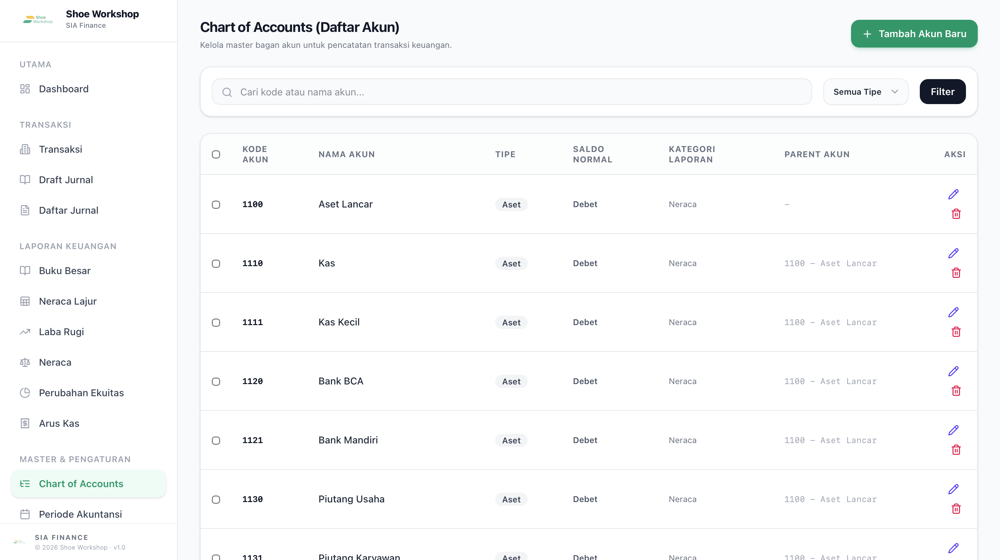 Shoe
Workshop
Shoe Workshop
SIA Finance
UTAMA
Dashboard
TRANSAKSI
Transaksi
Draft Jurnal
Daftar Jurnal
LAPORAN KEUANGAN
Buku Besar
Neraca Lajur
Laba Rugi
Neraca
Perubahan Ekuitas
Arus Kas
MASTER & PENGATURAN
Chart of Accounts
Periode Akuntansi
SIA FINANCE
© 2026 Shoe Workshop · v1.0
Chart of Accounts (Daftar Akun)
Kelola master bagan akun untuk pencatatan transaksi keuangan.
+ Tambah Akun Baru
Cari kode atau nama akun...
Semua Tipe
Filter
KODE AKUN NAMA AKUN TIPE SALDO NORMAL KATEGORI LAPORAN PARENT AKUN AKSI
1100 Aset Lancar Aset Debet Neraca –
1110 Kas Aset Debet Neraca 1100 – Aset Lancar
1111 Kas Kecil Aset Debet Neraca 1100 – Aset Lancar
1120 Bank BCA Aset Debet Neraca 1100 – Aset Lancar
1121 Bank Mandiri Aset Debet Neraca 1100 – Aset Lancar
1130 Piutang Usaha Aset Debet Neraca 1100 – Aset Lancar
1131 Piutang Karyawan Aset Debet Neraca 1100 – Aset Lancar